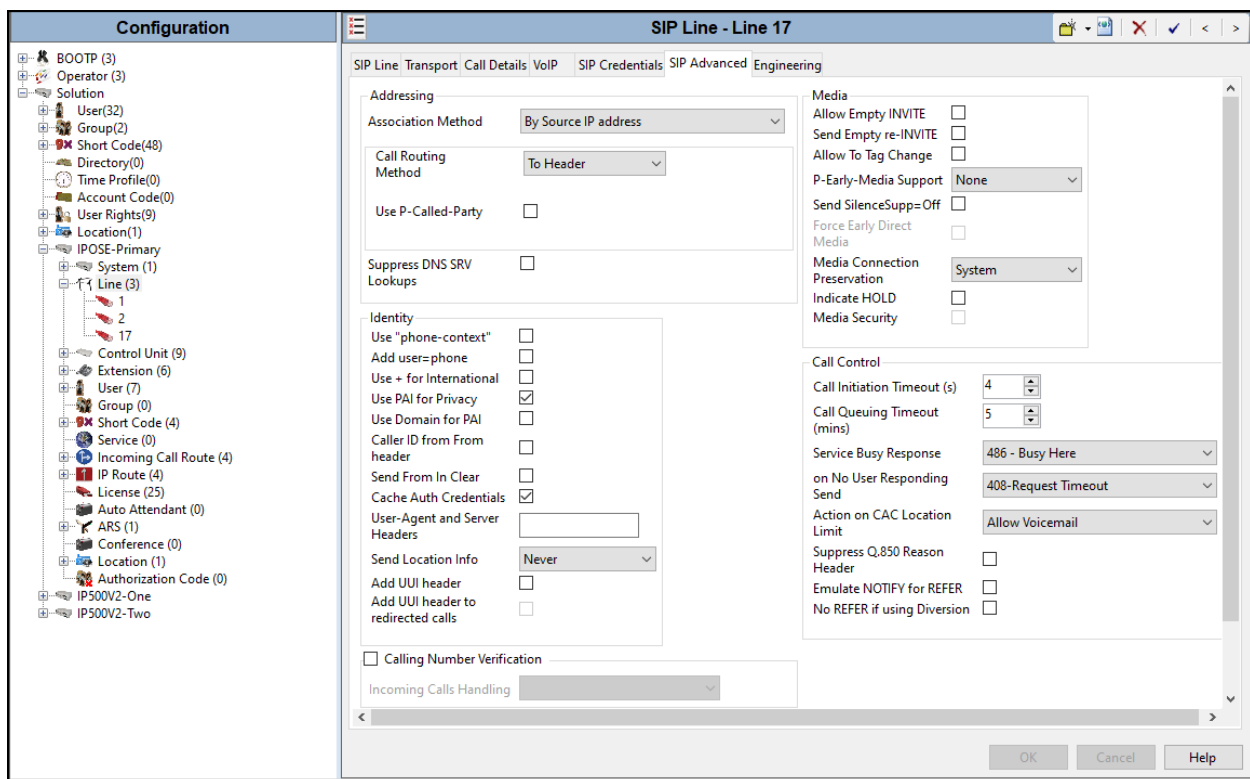 Configuration
BOOTP (3)
Operator (3)
Solution
User(32)
Group(2)
Short Code(48)
Directory(0)
Time Profile(0)
Account Code(0)
User Rights(9)
Location(1)
IPOSE-Primary
System (1)
Line (3)
1
2
17
Control Unit (9)
Extension (6)
User (7)
Group (0)
Short Code (4)
Service (0)
Incoming Call Route (4)
IP Route (4)
License (25)
Auto Attendant (0)
ARS (1)
Conference (0)
Location (1)
Authorization Code (0)
IP500V2-One
IP500V2-Two
SIP Line - Line 17
SIP Line Transport Call Details VoIP SIP Credentials SIP Advanced Engineering
Addressing
Association Method By Source IP address
Call Routing
Method
To Header
Use P-Called-Party
Suppress DNS SRV
Lookups
Identity
Use "phone-context"
Add user=phone
Use + for International
Use PAI for Privacy
Use Domain for PAI
Caller ID from From
header
Send From In Clear
Cache Auth Credentials
User-Agent and Server
Headers
Send Location Info Never
Add UUI header
Add UUI header to
redirected calls
Calling Number Verification
Incoming Calls Handling
Media
Allow Empty INVITE
Send Empty re-INVITE
Allow To Tag Change
P-Early-Media Support None
Send SilenceSupp=Off
Force Early Direct
Media
Media Connection
Preservation
System
Indicate HOLD
Media Security
Call Control
Call Initiation Timeout (s) 4
Call Queuing Timeout
(mins)
5
Service Busy Response 486 - Busy Here
on No User Responding
Send
408-Request Timeout
Action on CAC Location
Limit
Allow Voicemail
Suppress Q.850 Reason
Header
Emulate NOTIFY for REFER
No REFER if using Diversion
OK Cancel Help